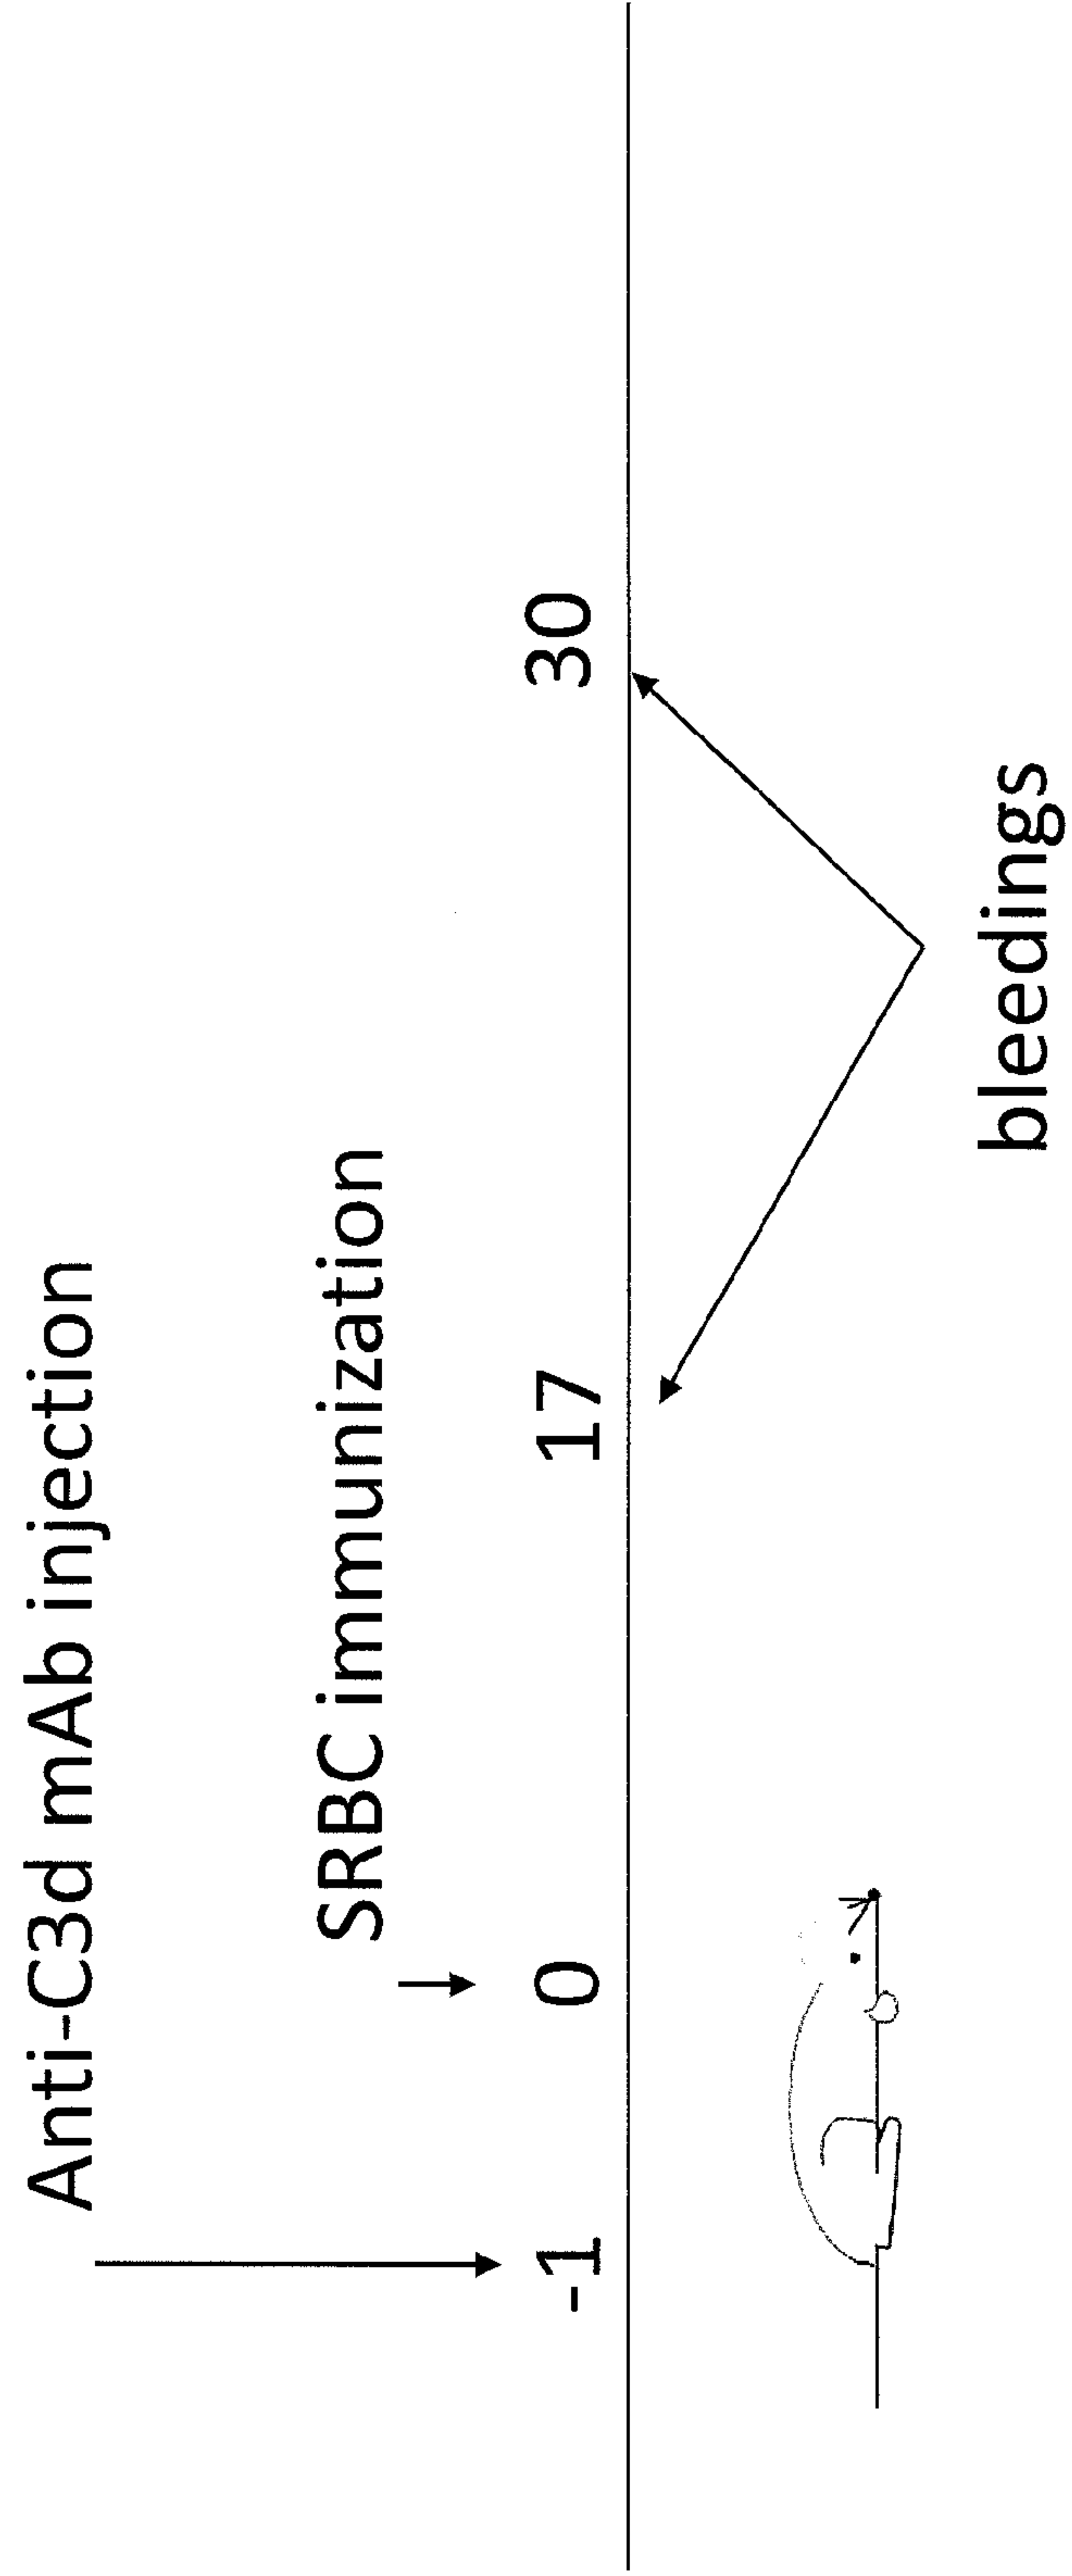 Anti-C3d mAb injection
SRBC immunization
-1 0 17 30
bleedings